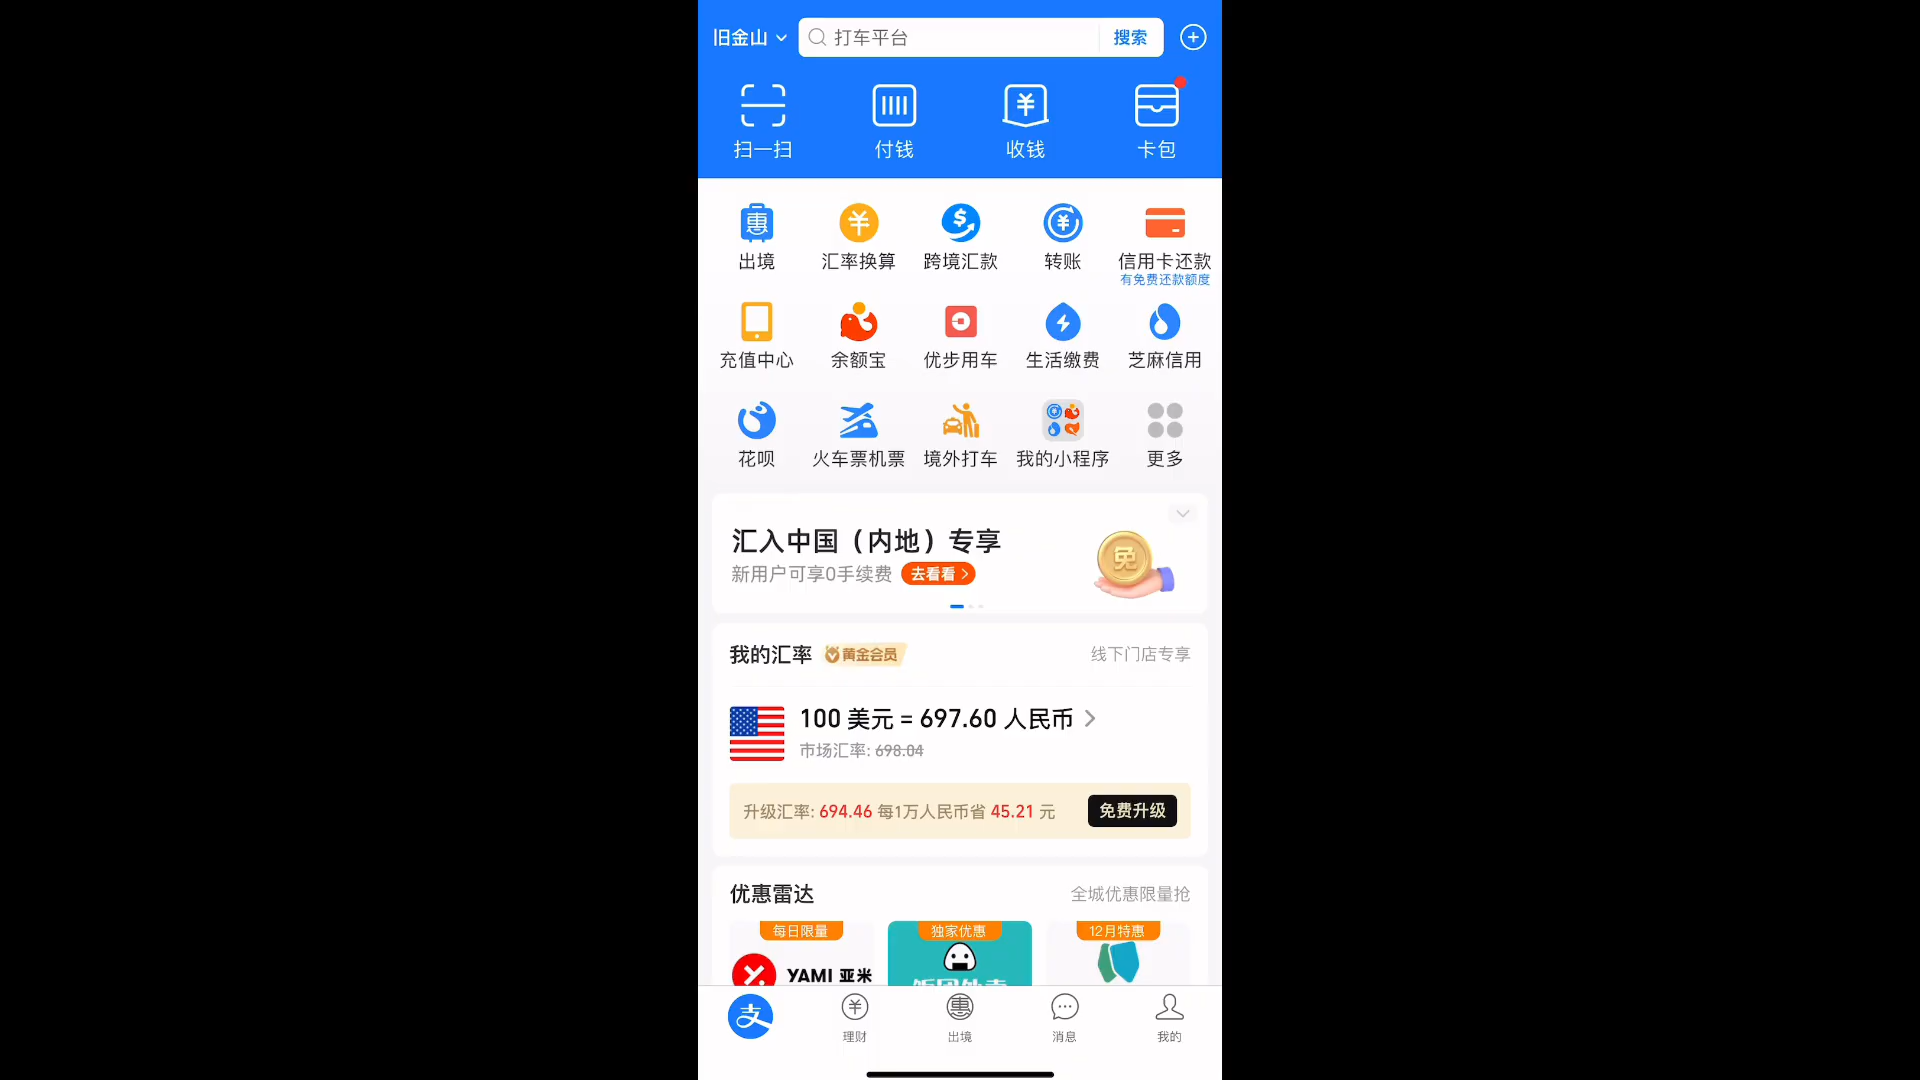 旧金山
打车平台
搜索
扫一扫
付钱
收钱
卡包
惠
出境
汇率换算
跨境汇款
转账
信用卡还款
有免费还款额度
充值中心
余额宝
优步用车
生活缴费
芝麻信用
花呗
火车票机票
境外打车
我的小程序
更多
汇入中国（内地）专享
新用户可享0手续费
去看看
免
我的汇率
黄金会员
线下门店专享
100 美元 = 697.60 人民币
市场汇率: 698.04
升级汇率: 694.46 每1万人民币省 45.21 元
免费升级
优惠雷达
全城优惠限量抢
每日限量
独家优惠
12月特惠
YAMI 亚米
支
理财
惠
出境
消息
我的